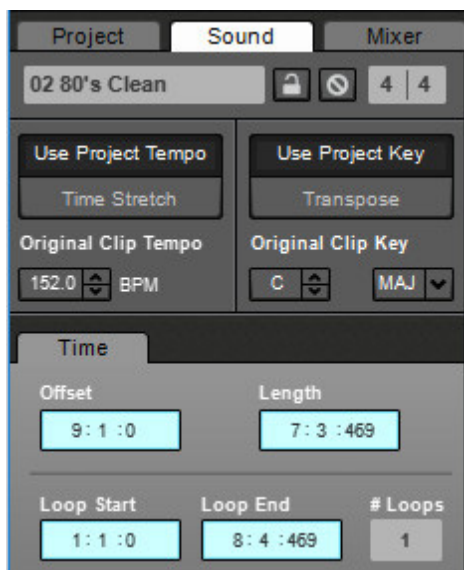 Project Sound Mixer
02 80's Clean 4 4
Use Project Tempo Use Project Key
Time Stretch Transpose
Original Clip Tempo Original Clip Key
152.0 BPM C MAJ
Time
Offset Length
9: 1 :0 7: 3 :469
Loop Start Loop End # Loops
1: 1 :0 8: 4 :469 1